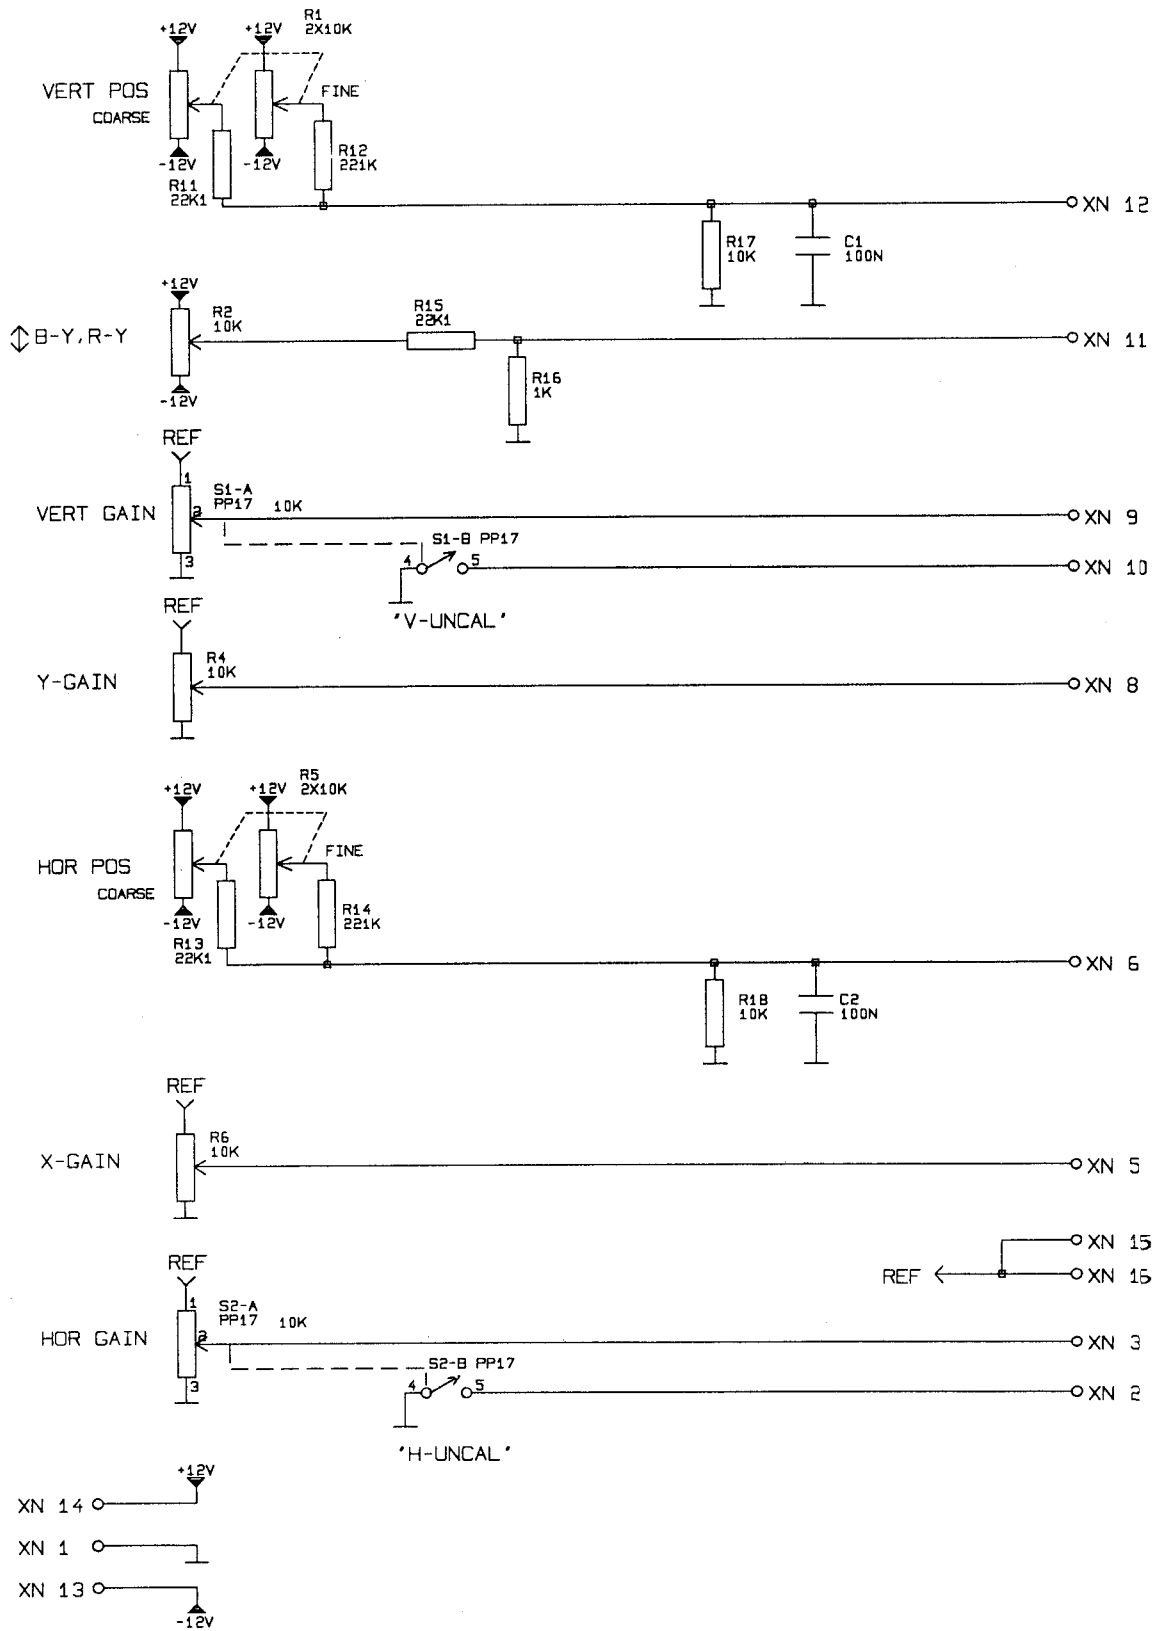 +12V
+12V
R1
2X10K
VERT POS
COARSE
FINE
-12V
-12V
R11
22K1
R12
221K
XN 12
R17
10K
C1
100N
+12V
R2
10K
R15
22K1
B-Y,R-Y
XN 11
R16
1K
-12V
REF
1
S1-A
PP17
10K
VERT GAIN
2
XN 9
3
S1-B PP17
4
5
XN 10
"V-UNCAL"
REF
R4
10K
Y-GAIN
XN 8
+12V
+12V
R5
2X10K
HOR POS
COARSE
FINE
-12V
-12V
R13
22K1
R14
221K
XN 6
R18
10K
C2
100N
REF
R6
10K
X-GAIN
XN 5
XN 15
REF
XN 16
REF
1
S2-A
PP17
10K
HOR GAIN
2
XN 3
3
S2-B PP17
4
5
XN 2
"H-UNCAL"
+12V
XN 14
XN 1
XN 13
-12V